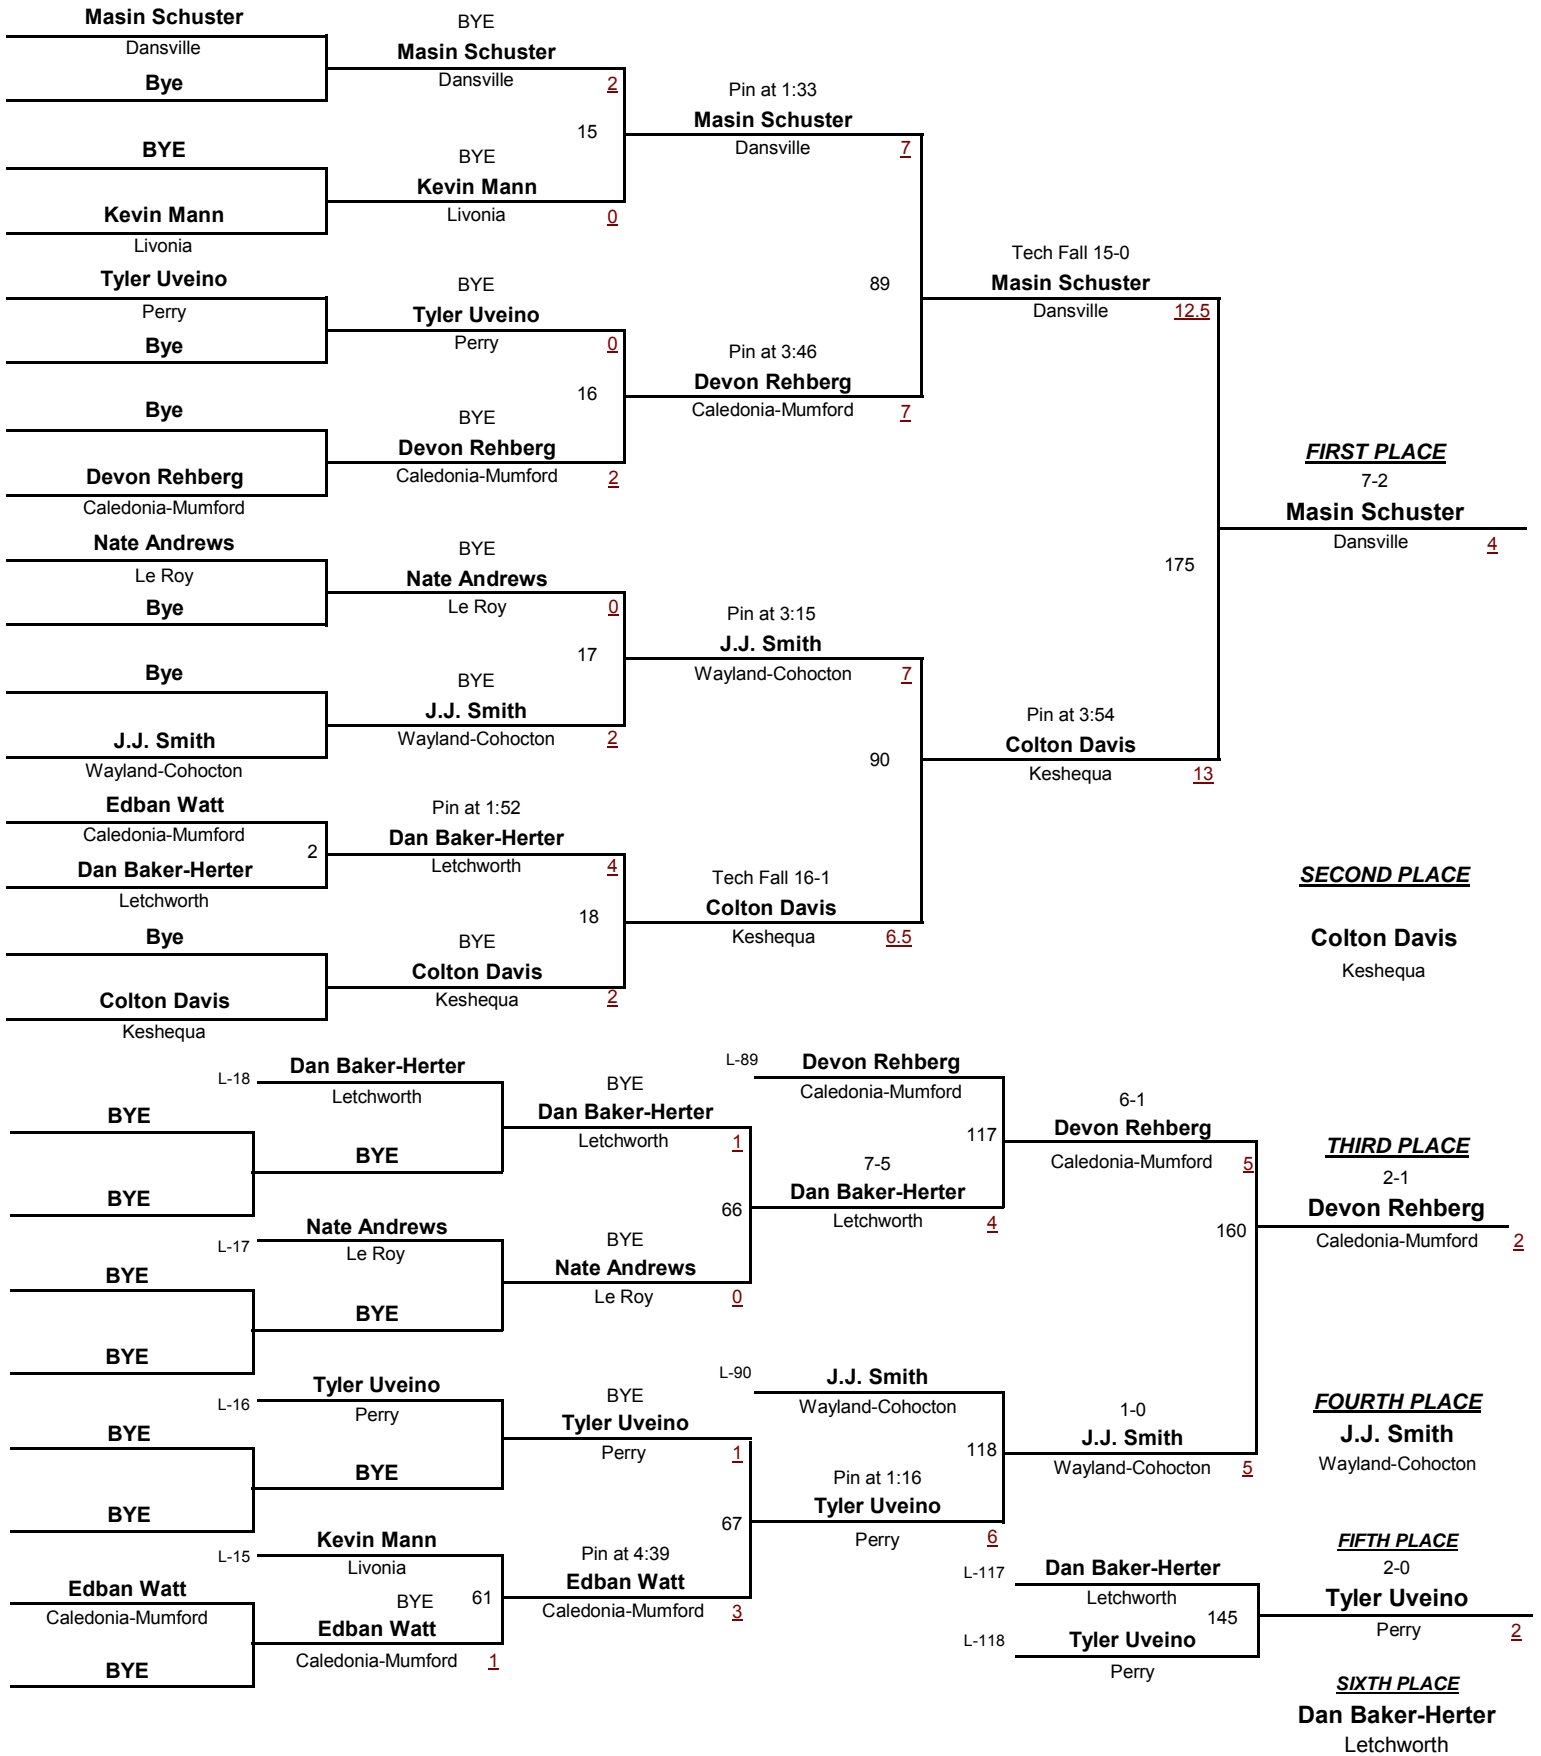 Masin Schuster
Dansville
Bye
BYE
Kevin Mann
Livonia
Tyler Uveino
Perry
Bye
Bye
Devon Rehberg
Caledonia-Mumford
Nate Andrews
Le Roy
Bye
Bye
J.J. Smith
Wayland-Cohocton
Edban Watt
Caledonia-Mumford
2
Dan Baker-Herter
Letchworth
Bye
Colton Davis
Keshequa
BYE
Masin Schuster
Dansville 2
15
BYE
Kevin Mann
Livonia 0
BYE
Tyler Uveino
Perry 0
16
BYE
Devon Rehberg
Caledonia-Mumford 2
BYE
Nate Andrews
Le Roy 0
17
BYE
J.J. Smith
Wayland-Cohocton 2
Pin at 1:52
Dan Baker-Herter
Letchworth 4
18
BYE
Colton Davis
Keshequa 2
Pin at 1:33
Masin Schuster
Dansville 7
89
Pin at 3:46
Devon Rehberg
Caledonia-Mumford 7
Pin at 3:15
J.J. Smith
Wayland-Cohocton 7
90
Tech Fall 16-1
Colton Davis
Keshequa 6.5
Tech Fall 15-0
Masin Schuster
Dansville 12.5
175
Pin at 3:54
Colton Davis
Keshequa 13
FIRST PLACE
7-2
Masin Schuster
Dansville 4
SECOND PLACE
Colton Davis
Keshequa
L-18
Dan Baker-Herter
Letchworth
BYE
BYE
BYE
L-17
Nate Andrews
Le Roy
BYE
BYE
BYE
L-16
Tyler Uveino
Perry
BYE
BYE
BYE
L-15
Kevin Mann
Livonia
Edban Watt
Caledonia-Mumford
BYE
BYE
61
Edban Watt
Caledonia-Mumford 1
BYE
Dan Baker-Herter
Letchworth 1
66
BYE
Nate Andrews
Le Roy 0
BYE
Tyler Uveino
Perry 1
67
Pin at 4:39
Edban Watt
Caledonia-Mumford 3
L-89
Devon Rehberg
Caledonia-Mumford
117
7-5
Dan Baker-Herter
Letchworth 4
L-90
J.J. Smith
Wayland-Cohocton
118
Pin at 1:16
Tyler Uveino
Perry 6
6-1
Devon Rehberg
Caledonia-Mumford 5
160
1-0
J.J. Smith
Wayland-Cohocton 5
THIRD PLACE
2-1
Devon Rehberg
Caledonia-Mumford 2
FOURTH PLACE
J.J. Smith
Wayland-Cohocton
L-117
Dan Baker-Herter
Letchworth
145
L-118
Tyler Uveino
Perry
FIFTH PLACE
2-0
Tyler Uveino
Perry 2
SIXTH PLACE
Dan Baker-Herter
Letchworth